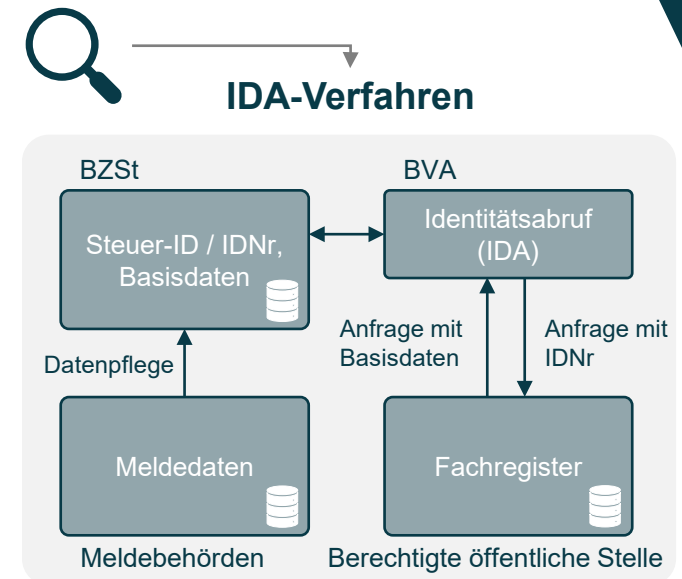 IDA-Verfahren
BZSt
BVA
Steuer-ID / IDNr,
Basisdaten
Identitätsabruf
(IDA)
Anfrage mit
Basisdaten
Anfrage mit
IDNr
Datenpflege
Meldedaten
Fachregister
Meldebehörden
Berechtigte öffentliche Stelle